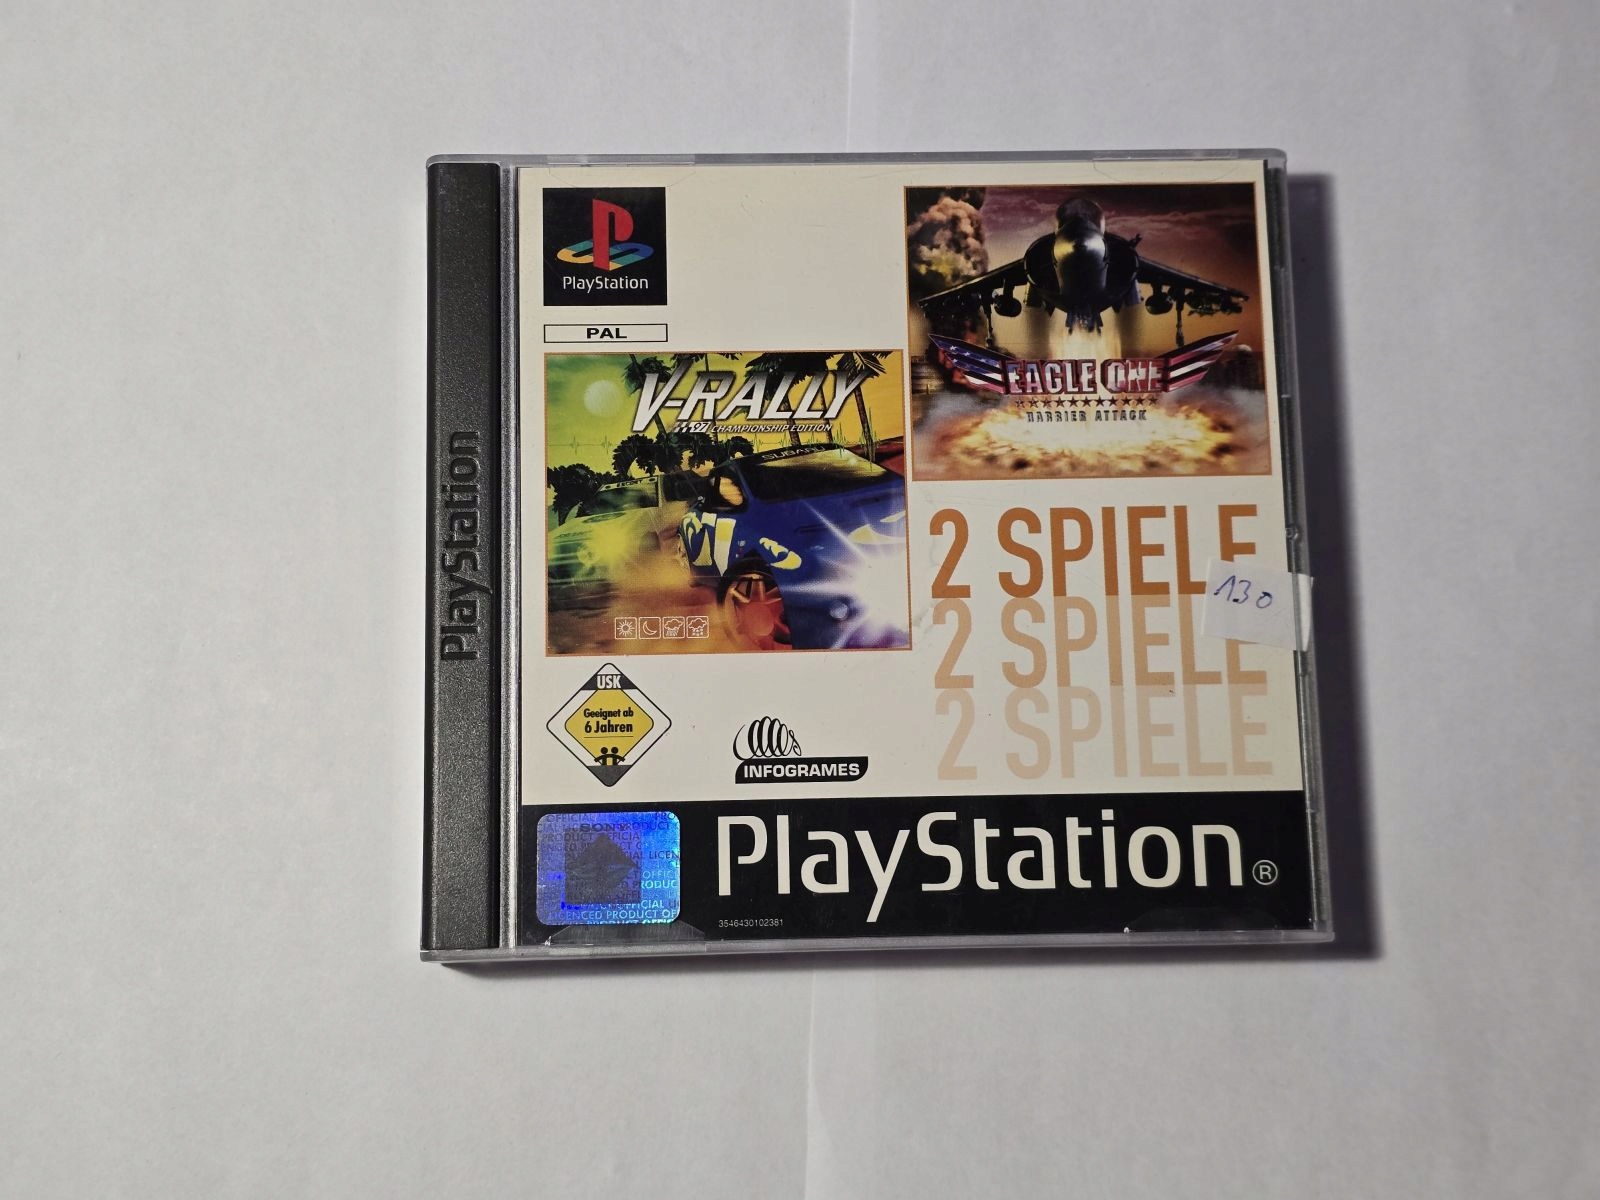 PlayStation
PlayStation
PAL
V-RALLY
97 CHAMPIONSHIP EDITION
SUBARU
EAGLE ONE
HARRIER ATTACK
2 SPIELE
130
2 SPIELE
2 SPIELE
USK
Geeignet ab
6 Jahren
INFOGRAMES
SONY
PlayStation®
3546430102381